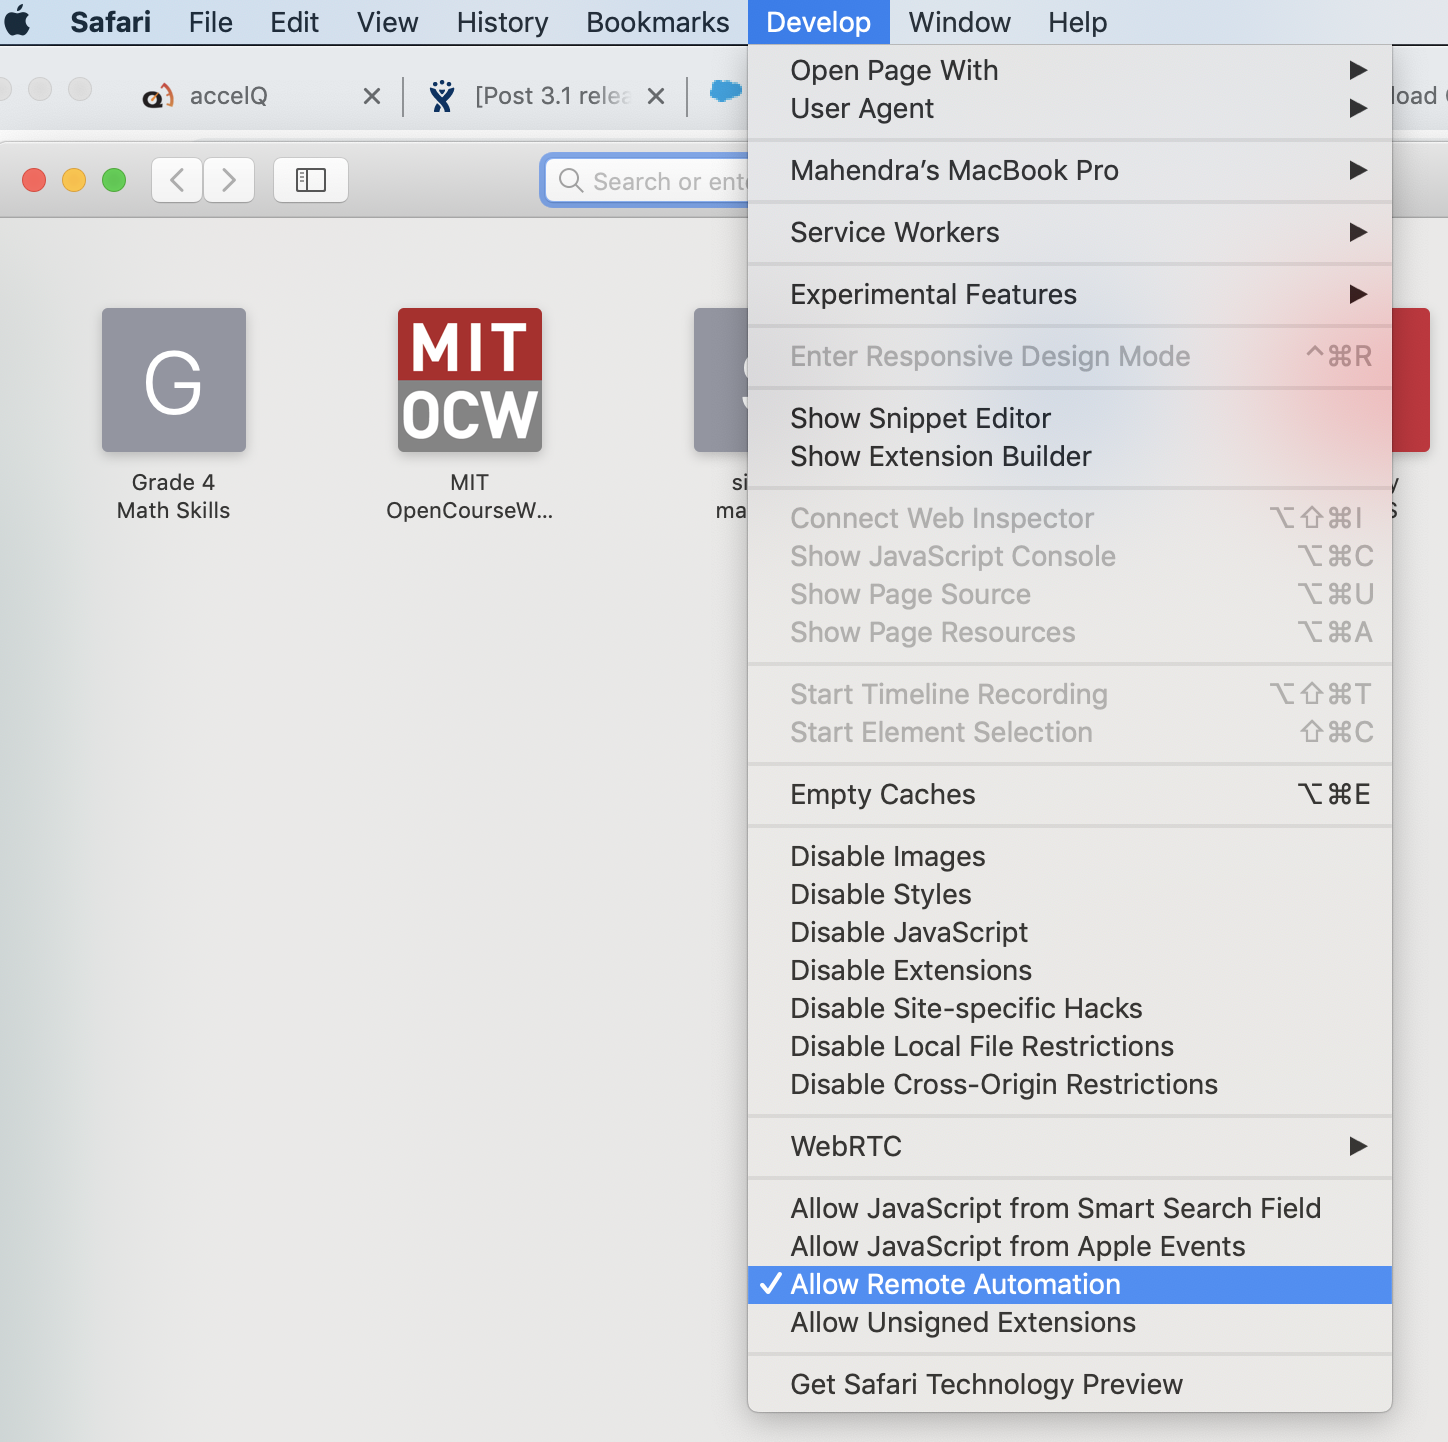 Safari File Edit View History Bookmarks Develop Window Help
accelQ
[Post 3.1
load
Search or
G
MIT
OCW
Grade 4
Math Skills
MIT
OpenCourseW...
Open Page With
User Agent
Mahendra’s MacBook Pro
Service Workers
Experimental Features
Enter Responsive Design Mode ^⌘R
Show Snippet Editor
Show Extension Builder
Connect Web Inspector ⌥⇧⌘I
Show JavaScript Console ⌥⌘C
Show Page Source ⌥⌘U
Show Page Resources ⌥⌘A
Start Timeline Recording ⌥⇧⌘T
Start Element Selection ⇧⌘C
Empty Caches ⌥⌘E
Disable Images
Disable Styles
Disable JavaScript
Disable Extensions
Disable Site-specific Hacks
Disable Local File Restrictions
Disable Cross-Origin Restrictions
WebRTC
Allow JavaScript from Smart Search Field
Allow JavaScript from Apple Events
✓ Allow Remote Automation
Allow Unsigned Extensions
Get Safari Technology Preview